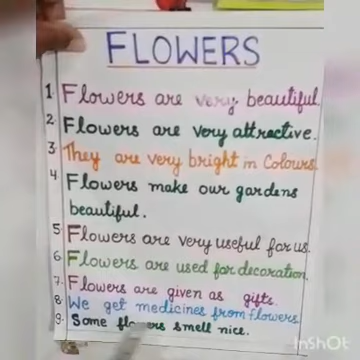 FLOWERS
1 Flowers are very beautiful.
2 Flowers are very attractive.
3 They are very bright in Colours.
4 Flowers make our gardens
beautiful.
5 Flowers are very useful for us.
6 Flowers are used for decoration.
7. Flowers are given as gifts.
8 We get medicines from flowers.
9. Some flowers smell nice.
InShOt